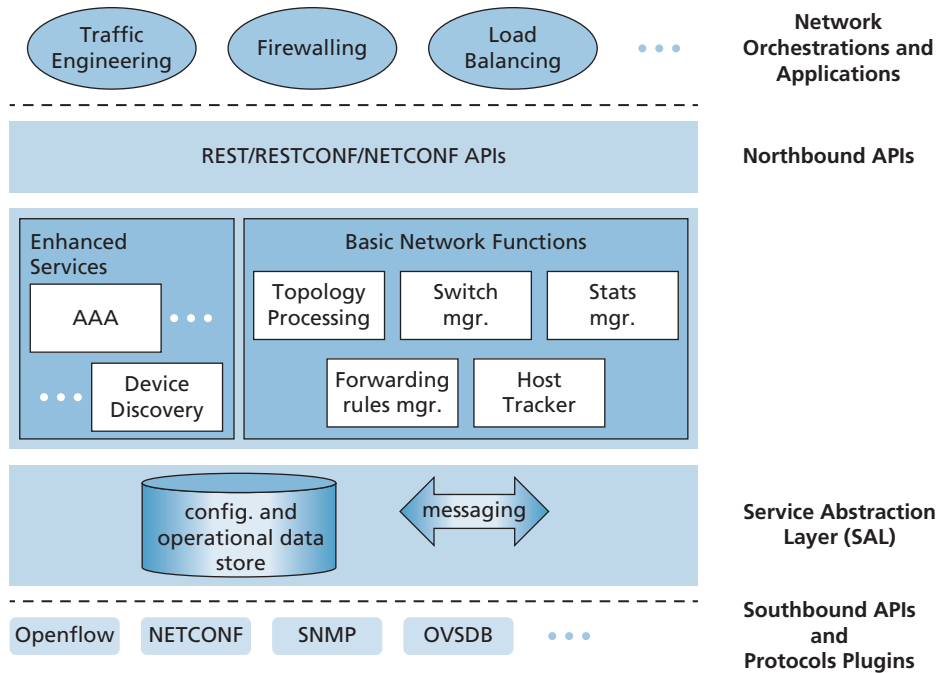 Traffic
Engineering
Firewalling
Load
Balancing
Network
Orchestrations and
Applications
REST/RESTCONF/NETCONF APIs
Northbound APIs
Enhanced
Services
AAA
Device
Discovery
Basic Network Functions
Topology
Processing
Switch
mgr.
Stats
mgr.
Forwarding
rules mgr.
Host
Tracker
config. and
operational data
store
messaging
Service Abstraction
Layer (SAL)
Openflow
NETCONF
SNMP
OVSDB
Southbound APIs
and
Protocols Plugins